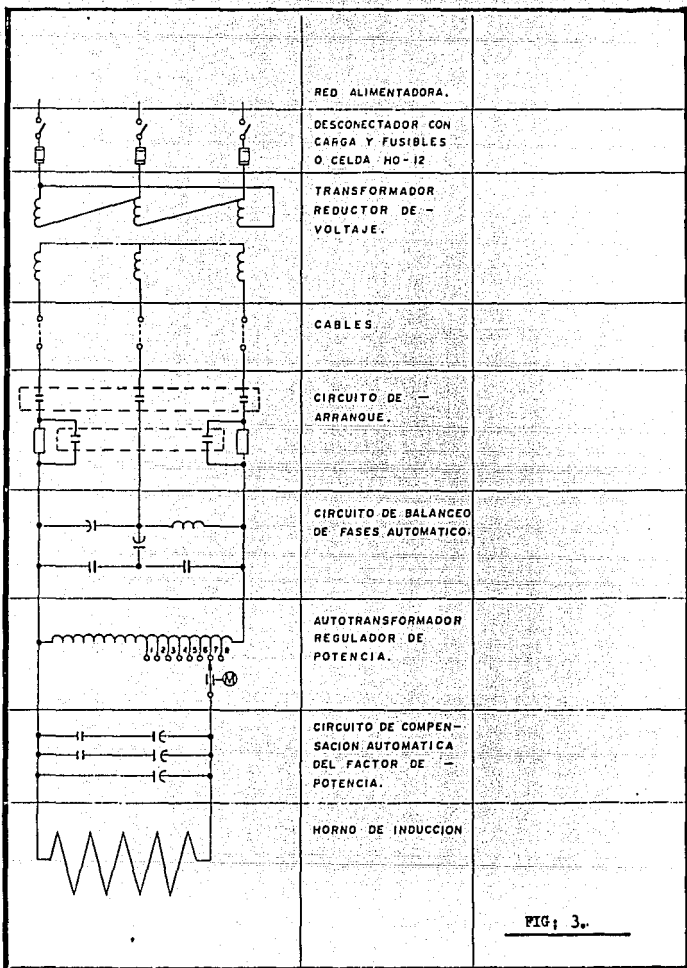 RED ALIMENTADORA.
DESCONECTADOR CON
CARGA Y FUSIBLES
O CELDA HO-12
TRANSFORMADOR
REDUCTOR DE -
VOLTAJE.
CABLES
CIRCUITO DE -
ARRANQUE.
CIRCUITO DE BALANCEO
DE FASES AUTOMATICO.
AUTOTRANSFORMADOR
REGULADOR DE
POTENCIA.
1 2 3 4 5 6 7 8
M
CIRCUITO DE COMPEN-
SACION AUTOMATICA
DEL FACTOR DE -
POTENCIA.
HORNO DE INDUCCION
FIG; 3.